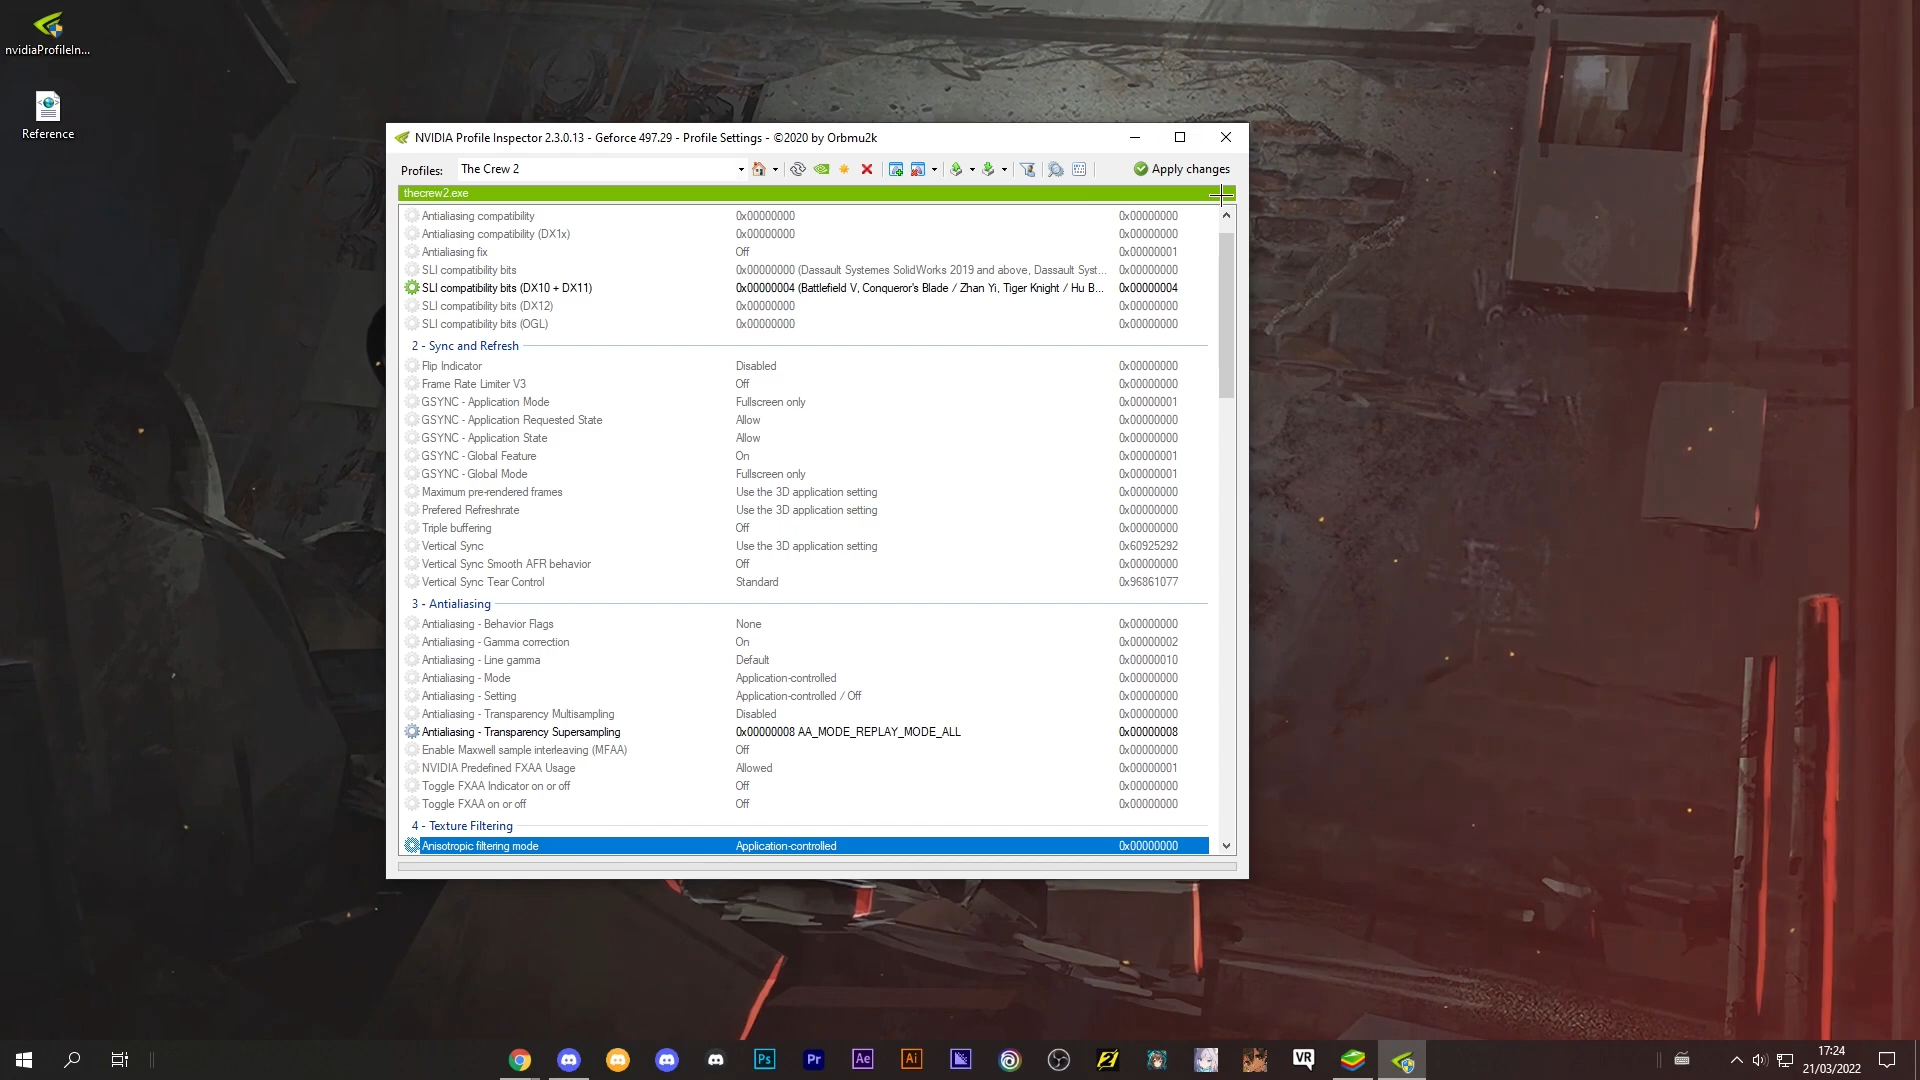 nvidiaProfileIn...
Reference
NVIDIA Profile Inspector 2.3.0.13 - Geforce 497.29 - Profile Settings - ©2020 by Orbmu2k
Profiles: The Crew 2 Apply changes
thecrew2.exe
Antialiasing compatibility 0x00000000 0x00000000
Antialiasing compatibility (DX1x) 0x00000000 0x00000000
Antialiasing fix Off 0x00000001
SLI compatibility bits 0x00000000 (Dassault Systemes SolidWorks 2019 and above, Dassault Syst... 0x00000000
SLI compatibility bits (DX10 + DX11) 0x00000004 (Battlefield V, Conqueror's Blade / Zhan Yi, Tiger Knight / Hu B... 0x00000004
SLI compatibility bits (DX12) 0x00000000 0x00000000
SLI compatibility bits (OGL) 0x00000000 0x00000000
2 - Sync and Refresh
Flip Indicator Disabled 0x00000000
Frame Rate Limiter V3 Off 0x00000000
GSYNC - Application Mode Fullscreen only 0x00000001
GSYNC - Application Requested State Allow 0x00000000
GSYNC - Application State Allow 0x00000000
GSYNC - Global Feature On 0x00000001
GSYNC - Global Mode Fullscreen only 0x00000001
Maximum pre-rendered frames Use the 3D application setting 0x00000000
Prefered Refreshrate Use the 3D application setting 0x00000000
Triple buffering Off 0x00000000
Vertical Sync Use the 3D application setting 0x60925292
Vertical Sync Smooth AFR behavior Off 0x00000000
Vertical Sync Tear Control Standard 0x96861077
3 - Antialiasing
Antialiasing - Behavior Flags None 0x00000000
Antialiasing - Gamma correction On 0x00000002
Antialiasing - Line gamma Default 0x00000010
Antialiasing - Mode Application-controlled 0x00000000
Antialiasing - Setting Application-controlled / Off 0x00000000
Antialiasing - Transparency Multisampling Disabled 0x00000000
Antialiasing - Transparency Supersampling 0x00000008 AA_MODE_REPLAY_MODE_ALL 0x00000008
Enable Maxwell sample interleaving (MFAA) Off 0x00000000
NVIDIA Predefined FXAA Usage Allowed 0x00000001
Toggle FXAA Indicator on or off Off 0x00000000
Toggle FXAA on or off Off 0x00000000
4 - Texture Filtering
Anisotropic filtering mode Application-controlled 0x00000000
Ps Pr Ae Ai VR
17:24
21/03/2022